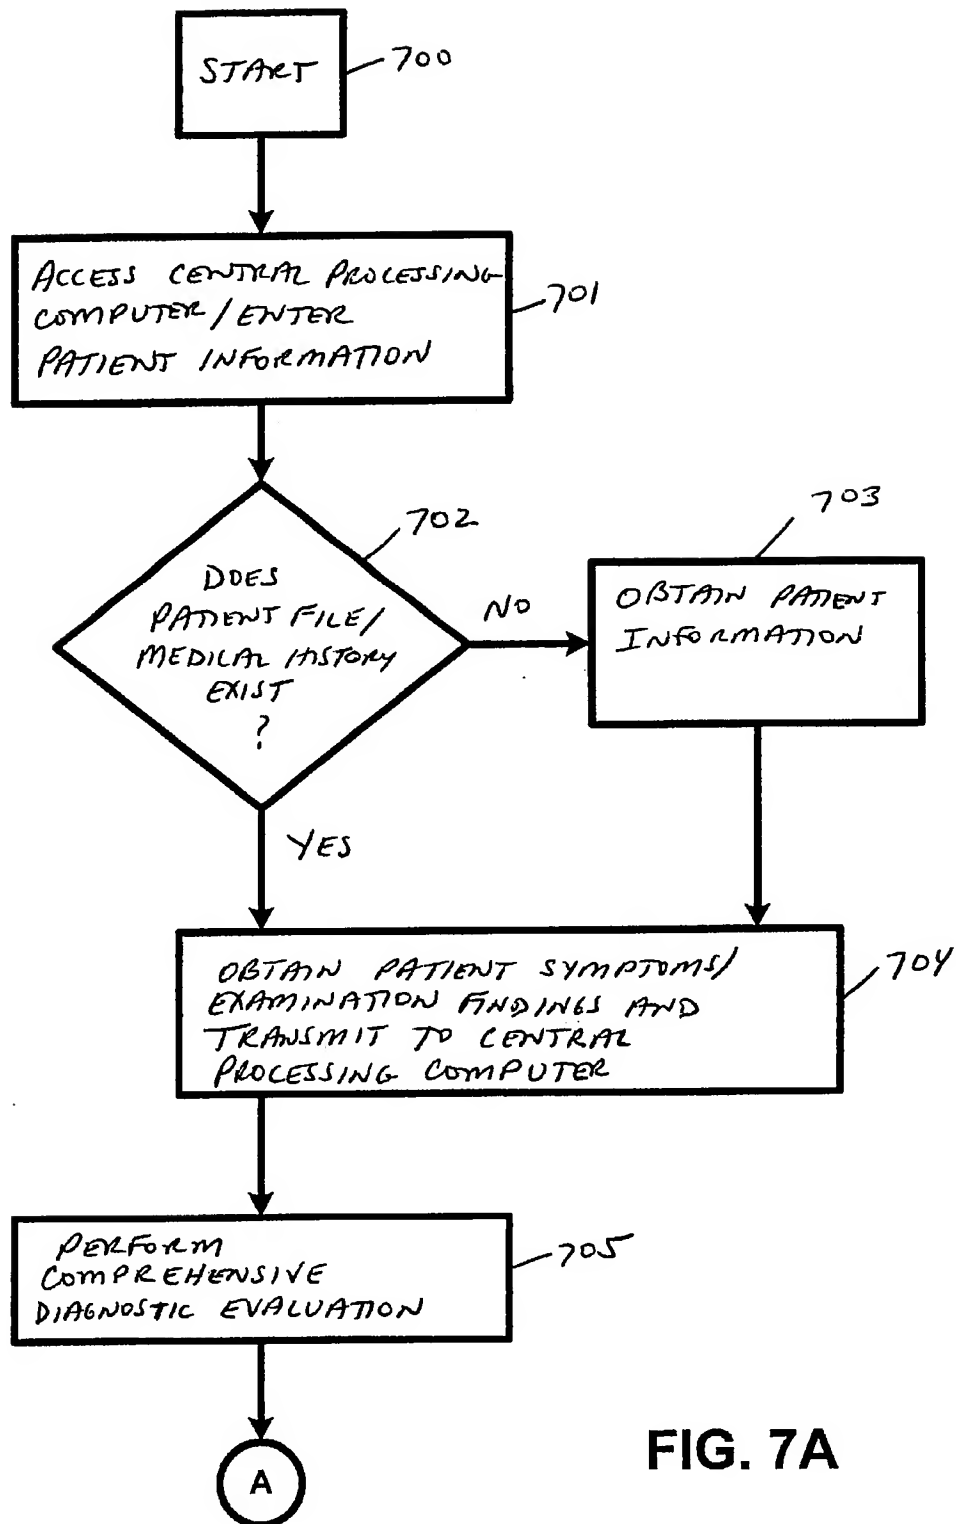 START
700
ACCESS CENTRAL PROCESSING
COMPUTER/ENTER
PATIENT INFORMATION
701
702
DOES
PATIENT FILE/
MEDICAL HISTORY
EXIST
?
NO
703
OBTAIN PATIENT
INFORMATION
YES
OBTAIN PATIENT SYMPTOMS/
EXAMINATION FINDINGS AND
TRANSMIT TO CENTRAL
PROCESSING COMPUTER
704
PERFORM
COMPREHENSIVE
DIAGNOSTIC EVALUATION
705
A
FIG. 7A